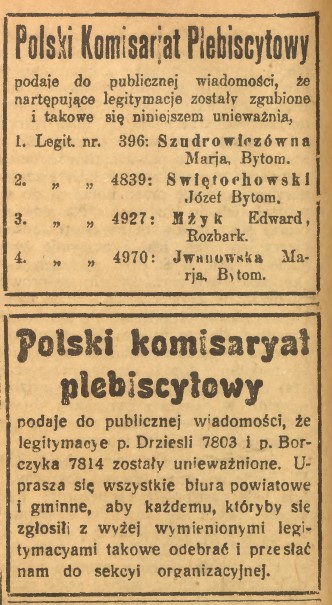 Polski Komisarjat Plebiscytowy
podaje do publicznej wiadomości, że
nartępujące legitymacje zostały zgubione
i takowe się niniejszem unieważnia,
1. Legit. nr. 396: Szudrowiczówna
Marja, Bytom.
2. „ „ 4839: Swiętochowski
Józef Bytom.
3. „ „ 4927: Mżyk Edward,
Rozbark.
4. „ „ 4970: Jwanowska Ma-
rja, Bytom.
Polski komisaryat
plebiscytowy
podaje do publicznej wiadomości, że
legitymacye p. Drziesli 7803 i p. Bor-
czyka 7814 zostały unieważnione. U-
prasza się wszystkie biura powiatowe
i gminne, aby każdemu, któryby się
zgłosili z wyżej wymienionymi legi-
tymacyami takowe odebrać i przesłać
nam do sekcyi organizacyjnej.